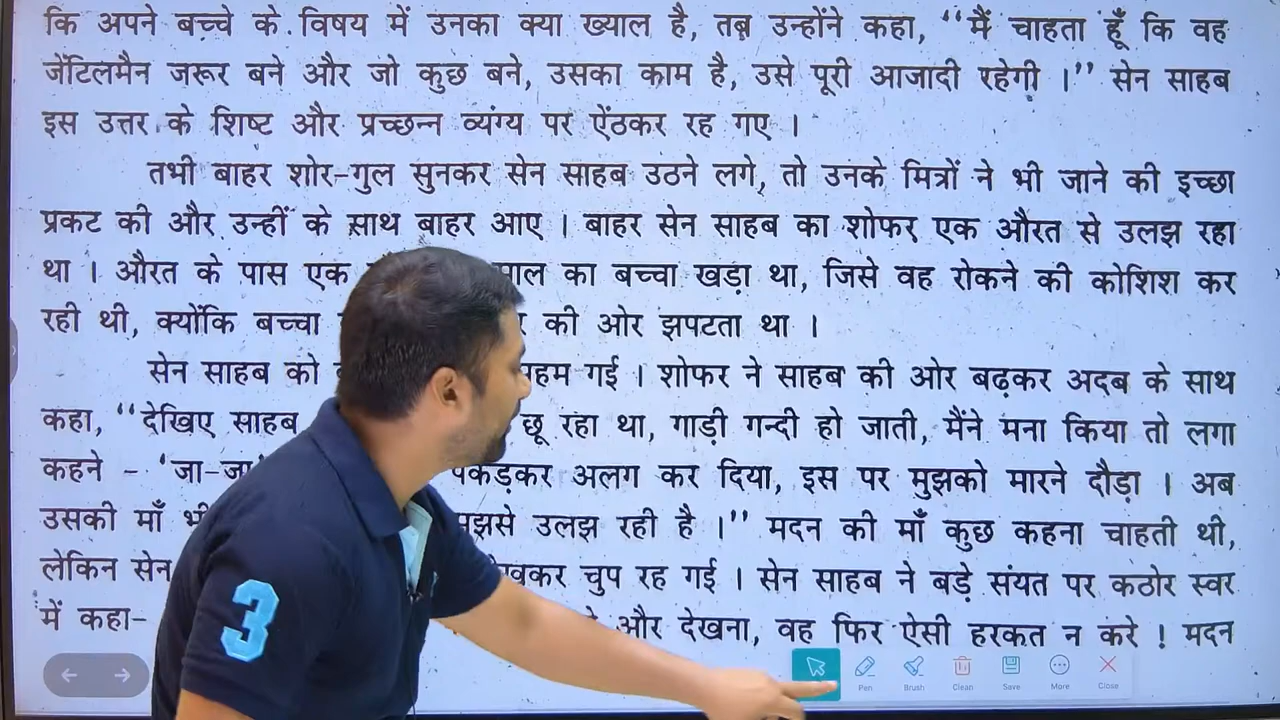 कि अपने बच्चे के विषय में उनका क्या ख्याल है, तब उन्होंने कहा, “मैं चाहता हूँ कि वह
जेंटिलमैन जरूर बने और जो कुछ बने, उसका काम है, उसे पूरी आजादी रहेगी ।” सेन साहब
इस उत्तर के शिष्ट और प्रच्छन्न व्यंग्य पर ऐंठकर रह गए ।
तभी बाहर शोर-गुल सुनकर सेन साहब उठने लगे, तो उनके मित्रों ने भी जाने की इच्छा
प्रकट की और उन्हीं के साथ बाहर आए । बाहर सेन साहब का शोफर एक औरत से उलझ रहा
था । औरत के पास एक साल का बच्चा खड़ा था, जिसे वह रोकने की कोशिश कर
रही थी, क्योंकि बच्चा की ओर झपटता था ।
सेन साहब को गई । शोफर ने साहब की ओर बढ़कर अदब के साथ
कहा, “देखिए साहब छू रहा था, गाड़ी गन्दी हो जाती, मैंने मना किया तो लगा
कहने - ‘जा-जा’ पकड़कर अलग कर दिया, इस पर मुझको मारने दौड़ा । अब
उसकी माँ उलझ रही है ।” मदन की माँ कुछ कहना चाहती थी,
लेकिन सेन चुप रह गई । सेन साहब ने बड़े संयत पर कठोर स्वर
में कहा- और देखना, वह फिर ऐसी हरकत न करे ! मदन
3
Pen Brush Clean Save More Close